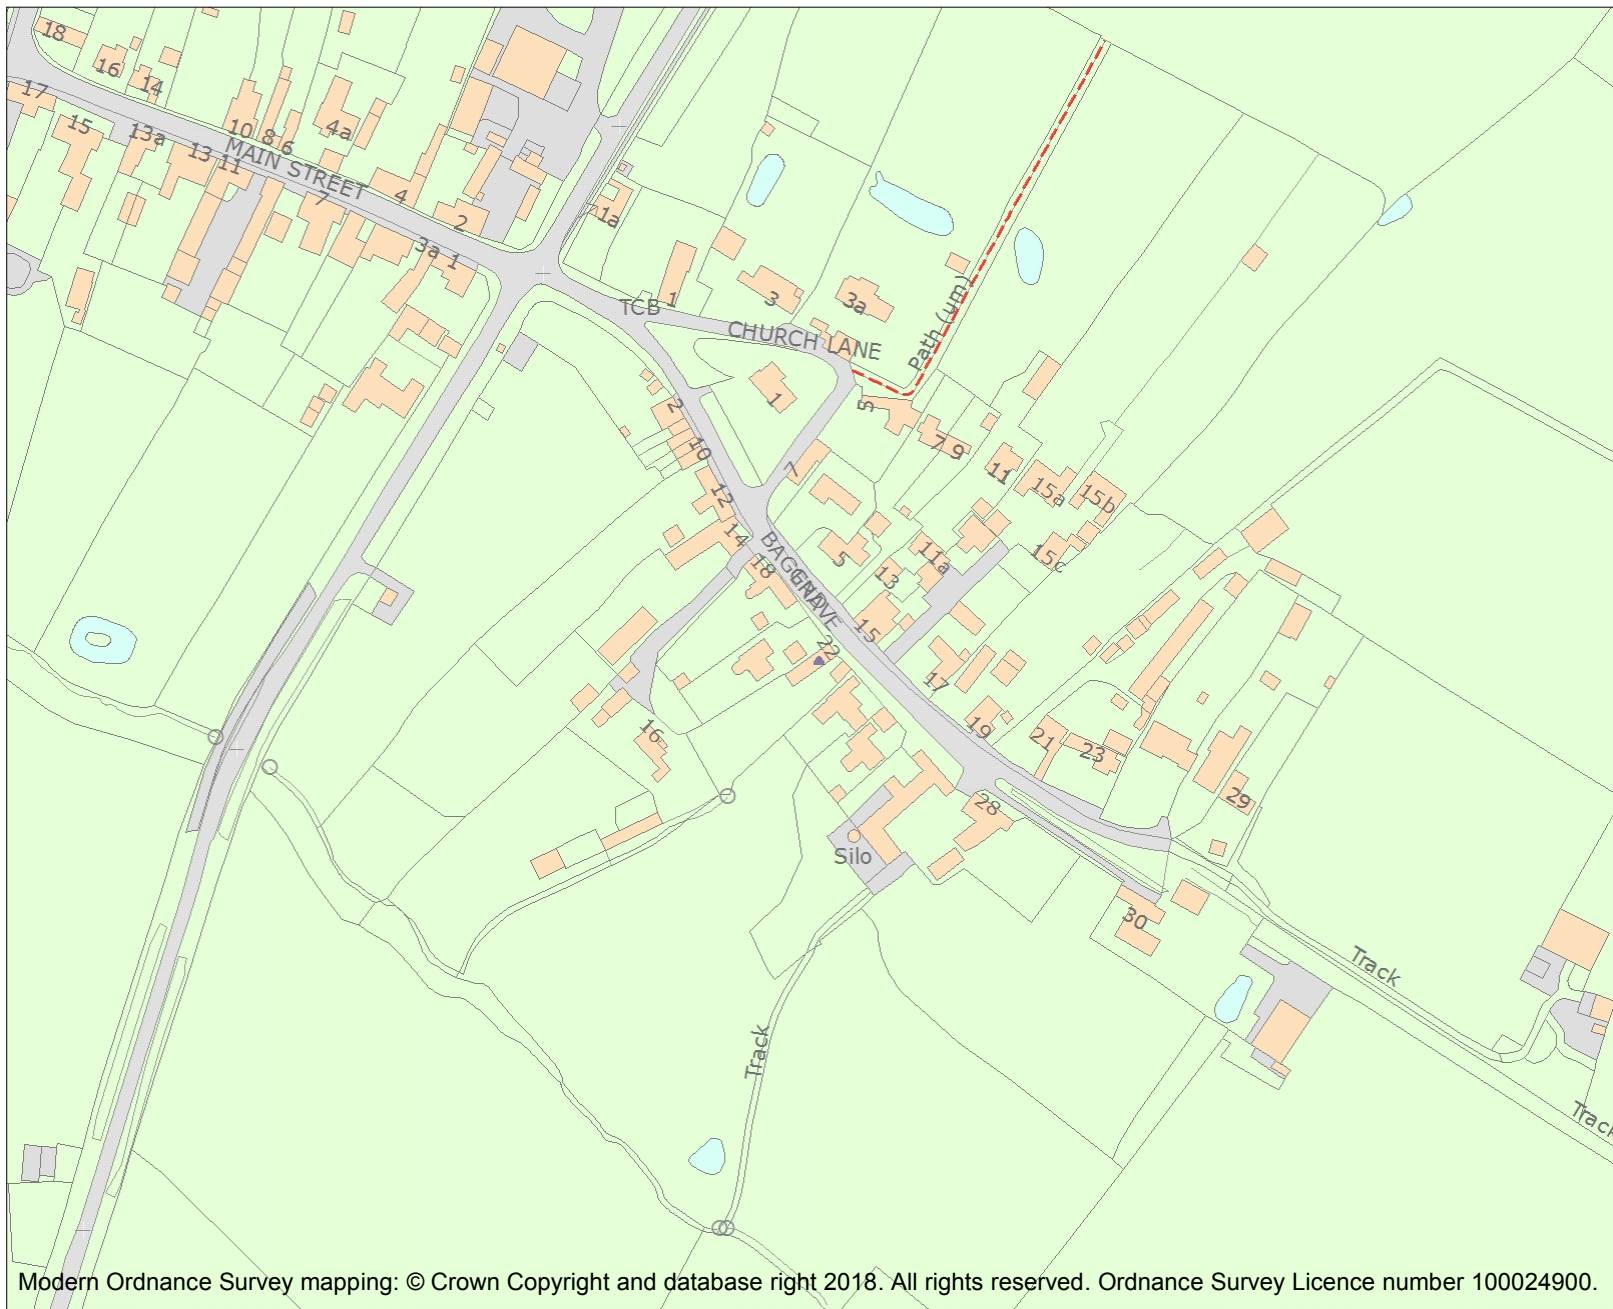 18
16
14
17
15
13a
10 8 6
4a
13 11
MAIN STREET
7
4
2
3a 1
1a
TCB
1
3
3a
CHURCH LANE
Path (um)
1
5
2
10
12
14
18
7
7 9
11
15a
15b
15c
5
13
11a
15
22
17
19
21
23
29
16
28
Silo
30
Track
Track
Track
Modern Ordnance Survey mapping: © Crown Copyright and database right 2018. All rights reserved. Ordnance Survey Licence number 100024900.